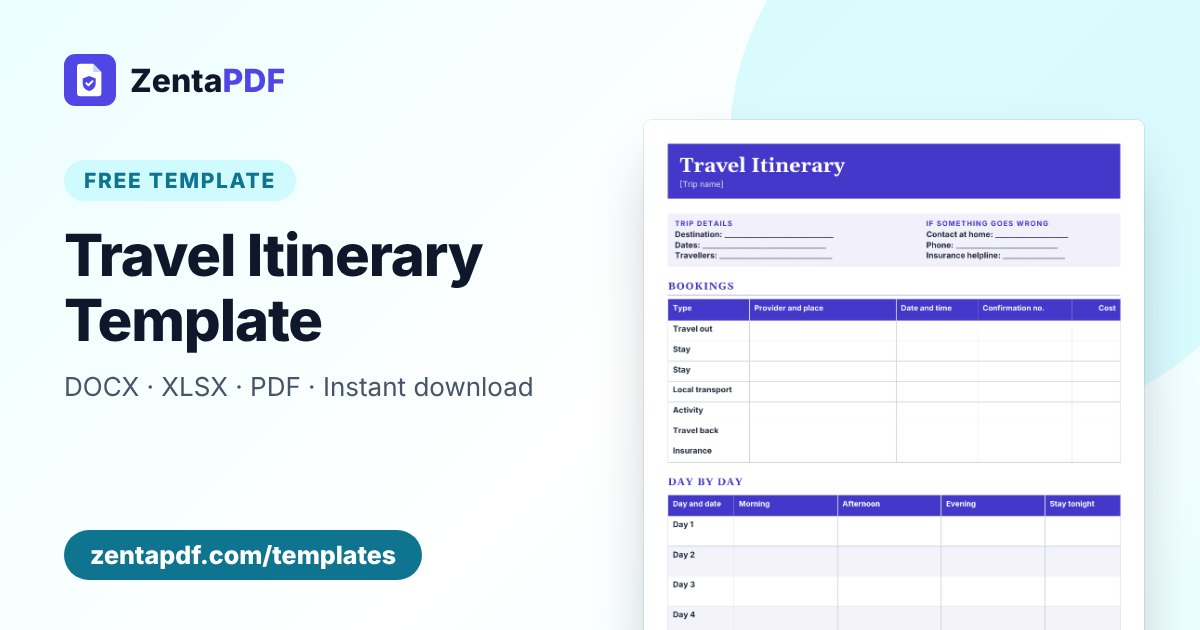 ZentaPDF
FREE TEMPLATE
Travel Itinerary
Template
DOCX · XLSX · PDF · Instant download
zentapdf.com/templates
Travel Itinerary
[Trip name]
TRIP DETAILS
Destination:
Dates:
Travellers:
IF SOMETHING GOES WRONG
Contact at home:
Phone:
Insurance helpline:
BOOKINGS
Type Provider and place Date and time Confirmation no. Cost
Travel out
Stay
Stay
Local transport
Activity
Travel back
Insurance
DAY BY DAY
Day and date Morning Afternoon Evening Stay tonight
Day 1
Day 2
Day 3
Day 4